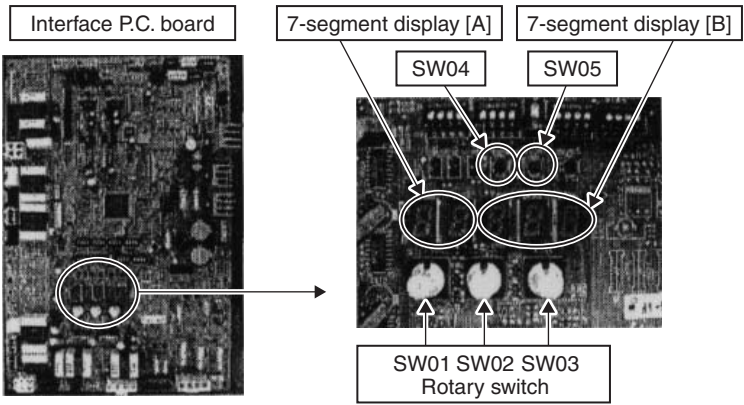 Interface P.C. board
7-segment display [A]
7-segment display [B]
SW04
SW05
SW01 SW02 SW03
Rotary switch